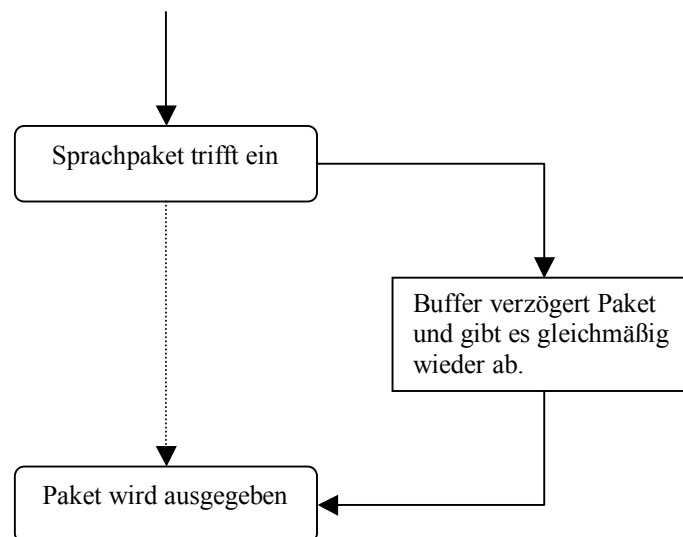 Sprachpaket trifft ein
Buffer verzögert Paket
und gibt es gleichmäßig
wieder ab.
Paket wird ausgegeben